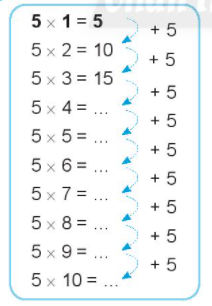 5 × 1 = 5
+ 5
5 × 2 = 10
+ 5
5 × 3 = 15
+ 5
5 × 4 = ...
+ 5
5 × 5 = ...
+ 5
5 × 6 = ...
+ 5
5 × 7 = ...
+ 5
5 × 8 = ...
+ 5
5 × 9 = ...
+ 5
5 × 10 = ...